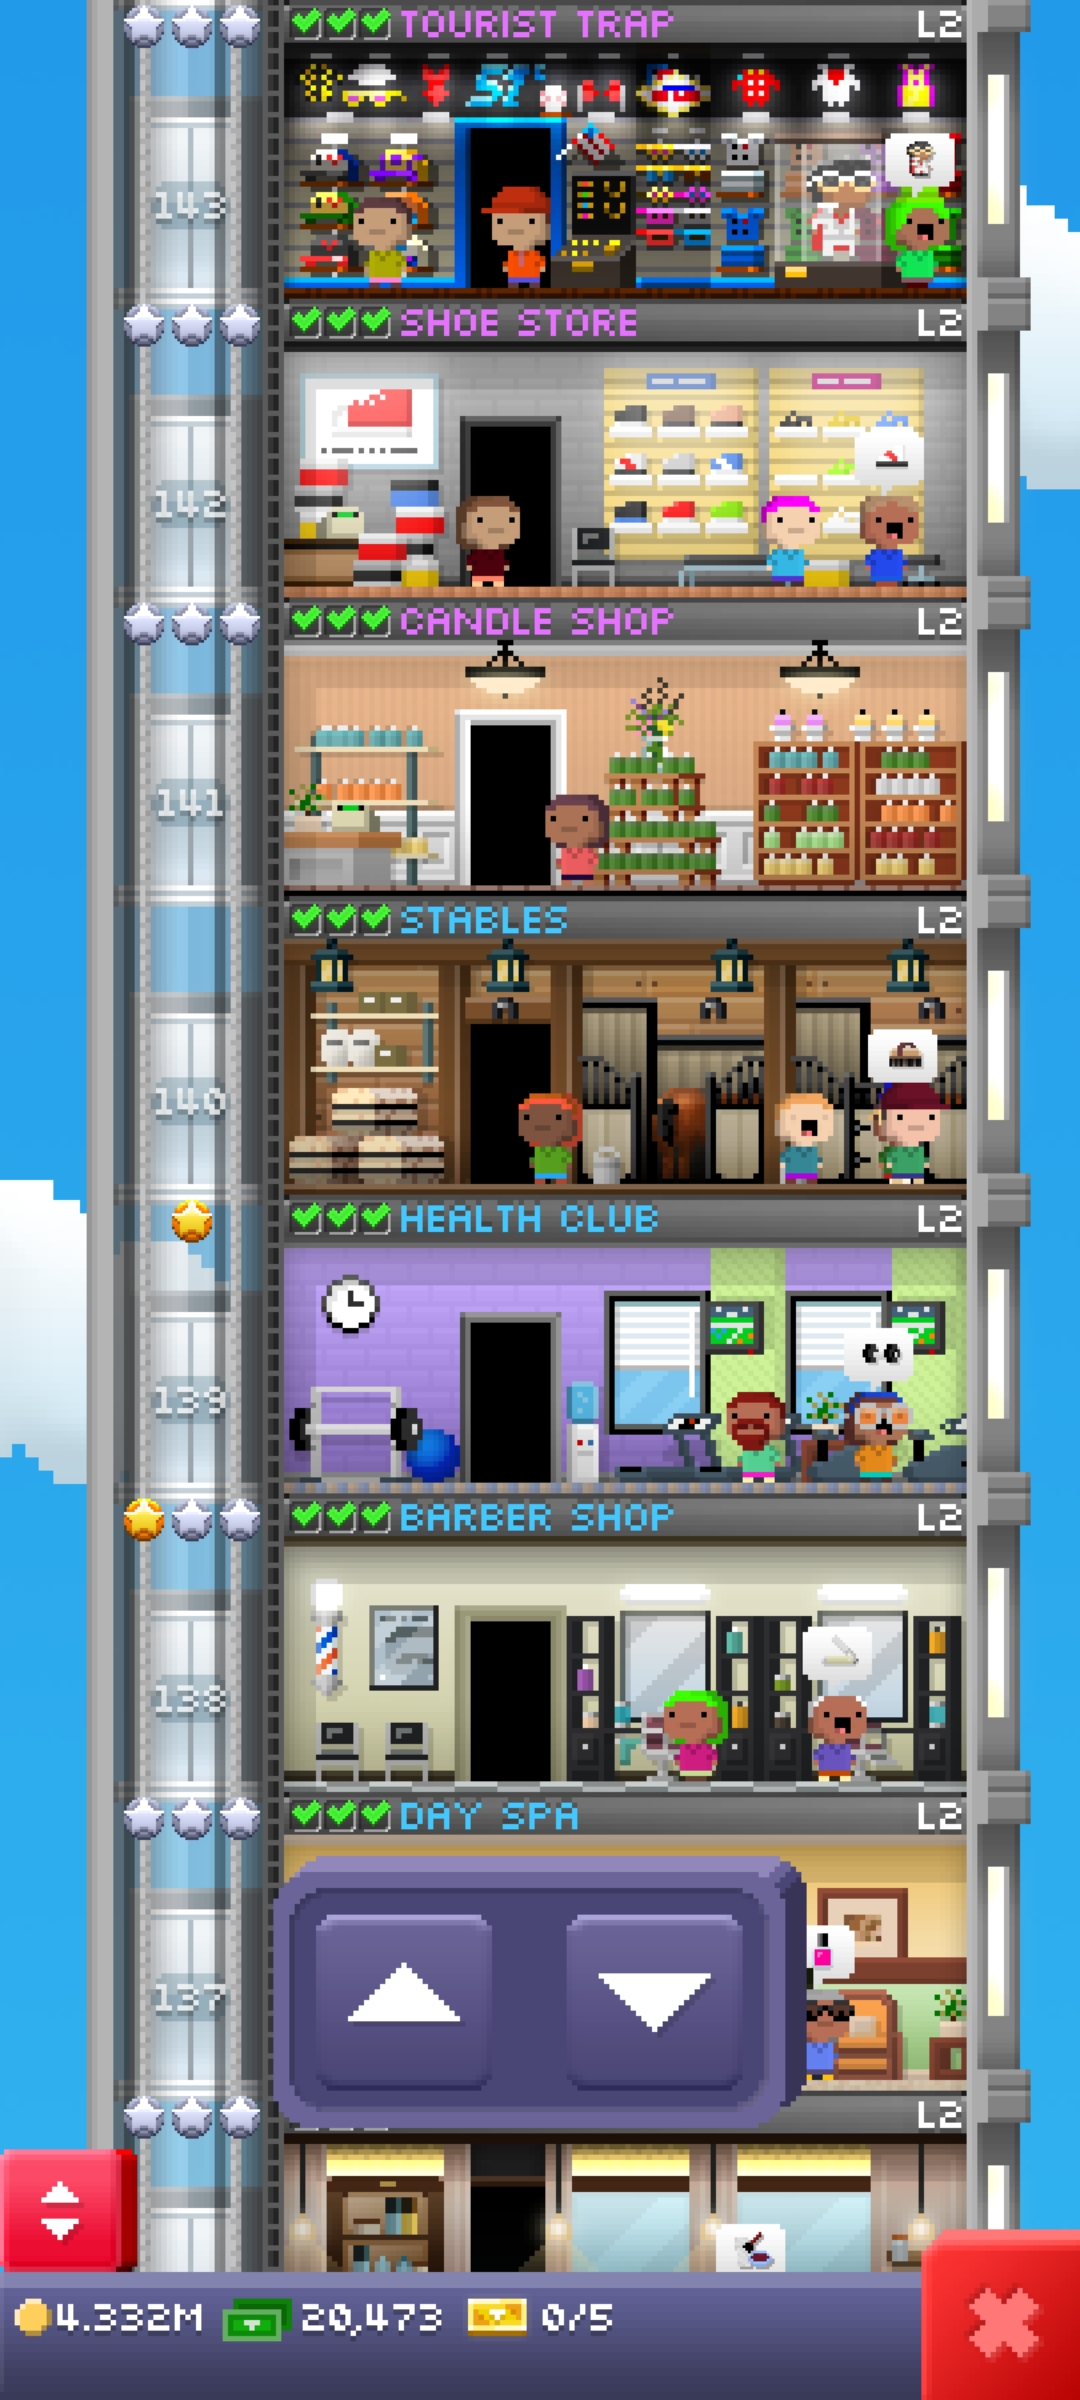 TOURIST TRAP L2
143
SHOE STORE L2
142
CANDLE SHOP L2
141
STABLES L2
140
HEALTH CLUB L2
139
BARBER SHOP L2
138
DAY SPA L2
137
L2
4.332M 20,473 0/5